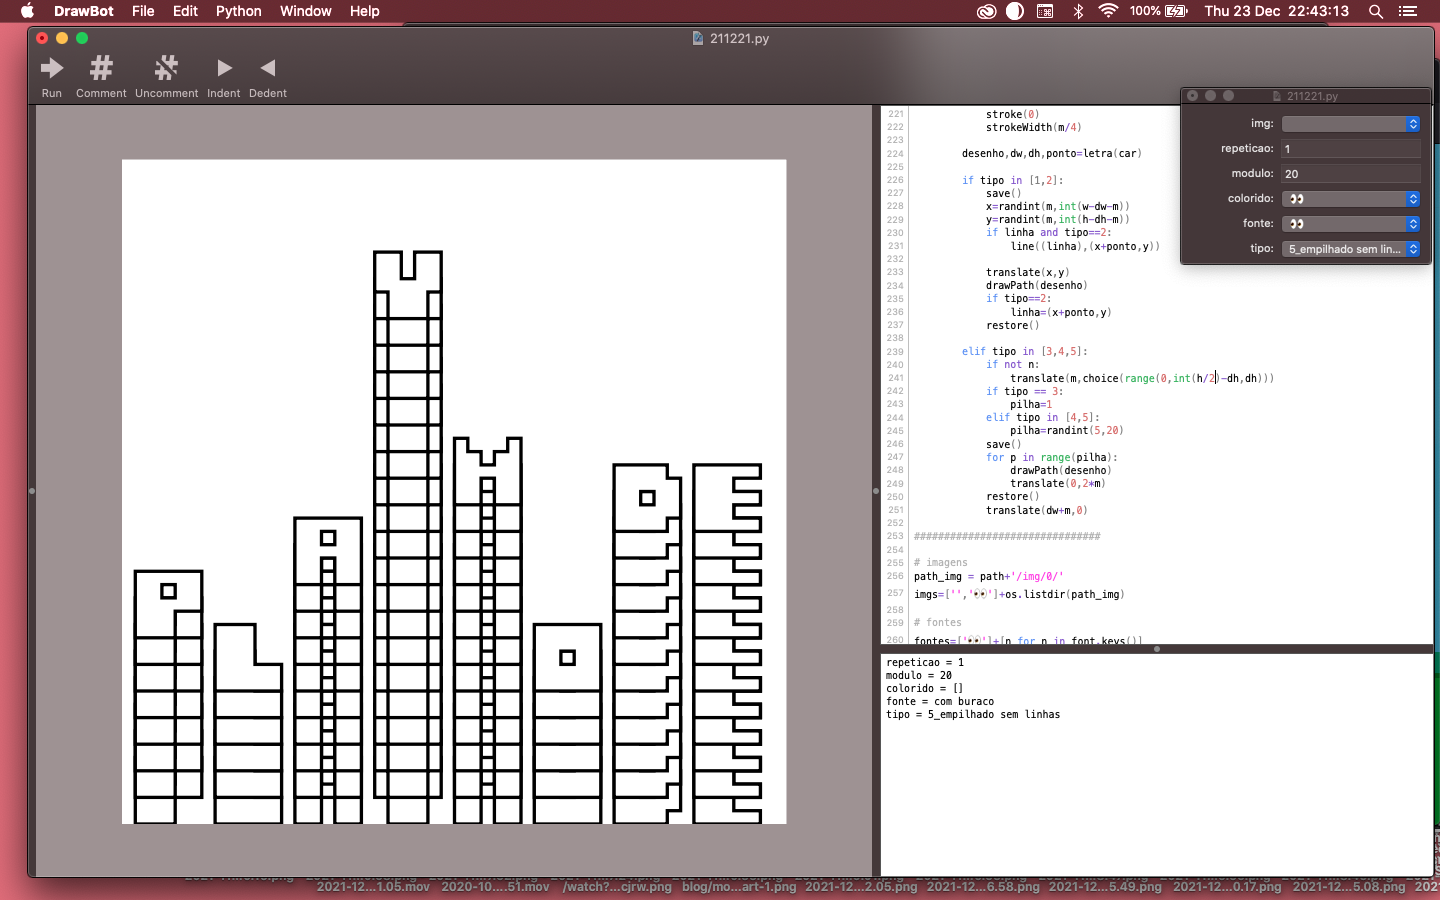 DrawBot File Edit Python Window Help 100% Thu 23 Dec 22:43:13
211221.py
Run Comment Uncomment Indent Dedent
211221.py
img:
repeticao: 1
modulo: 20
colorido: 👀
fonte: 👀
tipo: 5_empilhado sem lin...
221 stroke(0)
222 strokeWidth(m/4)
223
224 desenho,dw,dh,ponto=letra(car)
225
226 if tipo in [1,2]:
227 save()
228 x=randint(m,int(w-dw-m))
229 y=randint(m,int(h-dh-m))
230 if linha and tipo==2:
231 line((linha),(x+ponto,y))
232
233 translate(x,y)
234 drawPath(desenho)
235 if tipo==2:
236 linha=(x+ponto,y)
237 restore()
238
239 elif tipo in [3,4,5]:
240 if not n:
241 translate(m,choice(range(0,int(h/2)-dh,dh)))
242 if tipo == 3:
243 pilha=1
244 elif tipo in [4,5]:
245 pilha=randint(5,20)
246 save()
247 for p in range(pilha):
248 drawPath(desenho)
249 translate(0,2*m)
250 restore()
251 translate(dw+m,0)
252
253 ###############################
254
255 # imagens
256 path_img = path+'/img/0/'
257 imgs=['','👀']+os.listdir(path_img)
258
259 # fontes
260 fontes=['👀']+[n for n in font.keys()]
repeticao = 1
modulo = 20
colorido = []
fonte = com buraco
tipo = 5_empilhado sem linhas
2021-12...1.05.mov 2020-10....51.mov /watch?...cjrw.png blog/mo...art-1.png 2021-12...2.05.png 2021-12...6.58.png 2021-12...5.49.png 2021-12...0.17.png 2021-12...5.08.png